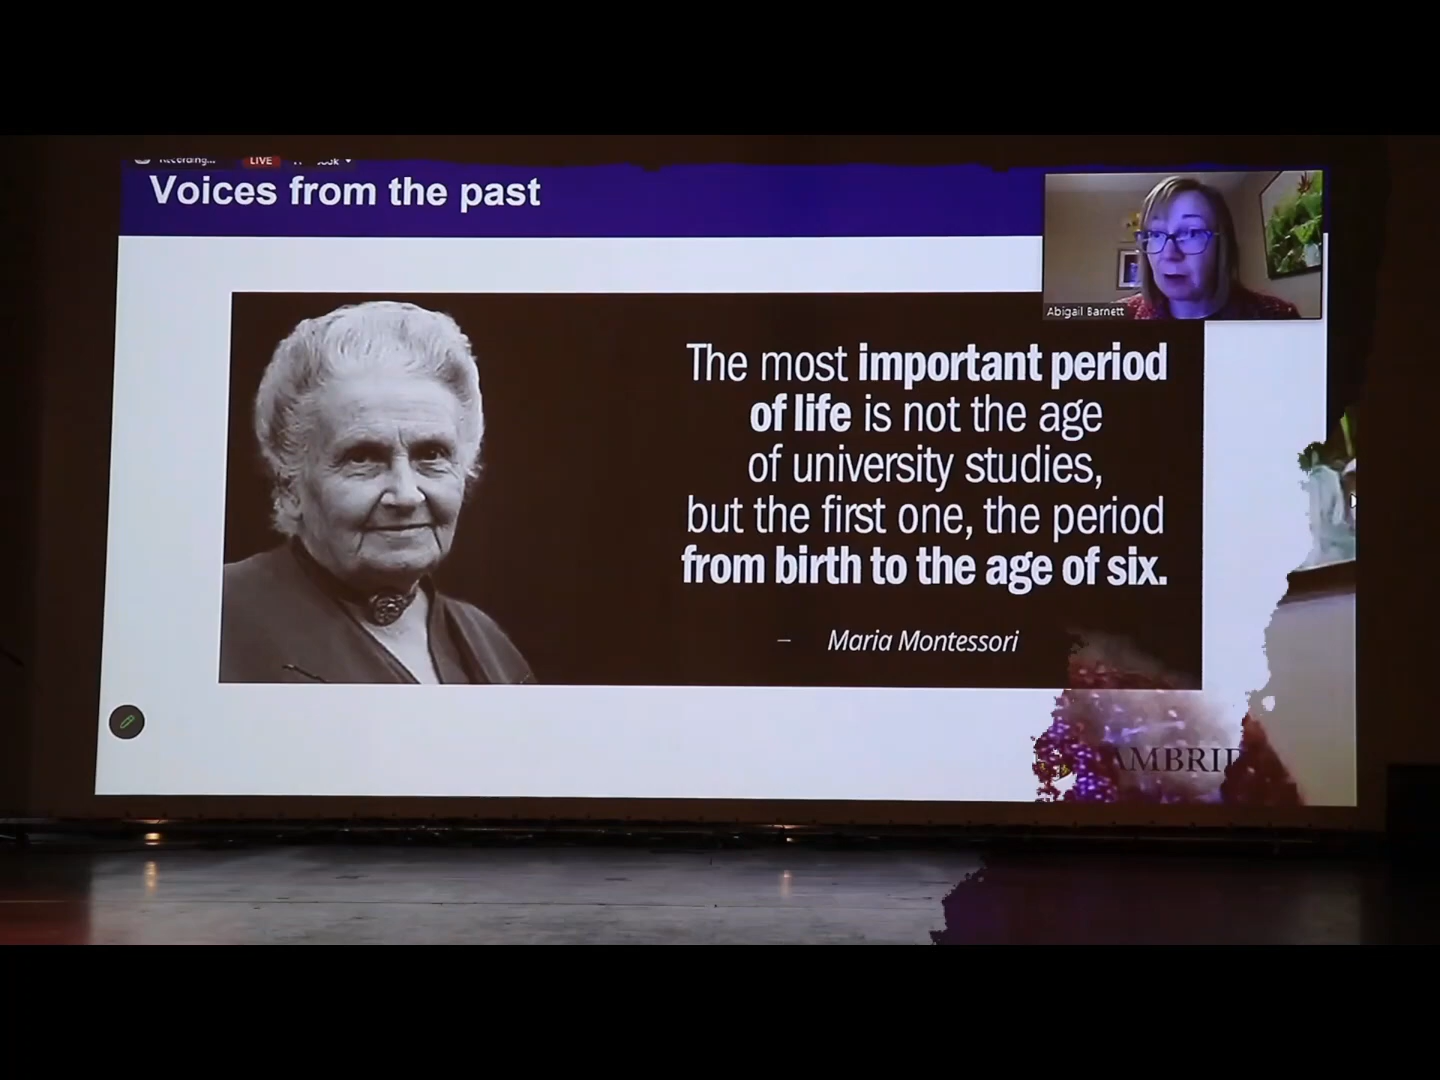 LIVE
Voices from the past
Abigail Barnett
The most important period
of life is not the age
of university studies,
but the first one, the period
from birth to the age of six.
– Maria Montessori